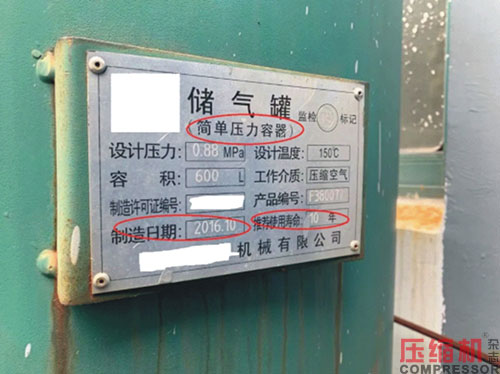 储气罐 监检 标记
(简单压力容器)
设计压力: 0.88 MPa 设计温度: 150℃
容积: 600 L 工作介质: 压缩空气
制造许可证编号: 产品编号: F38007
制造日期: 2016.10 推荐使用寿命: 10 年
机械有限公司
压缩机®杂志
COMPRESSOR